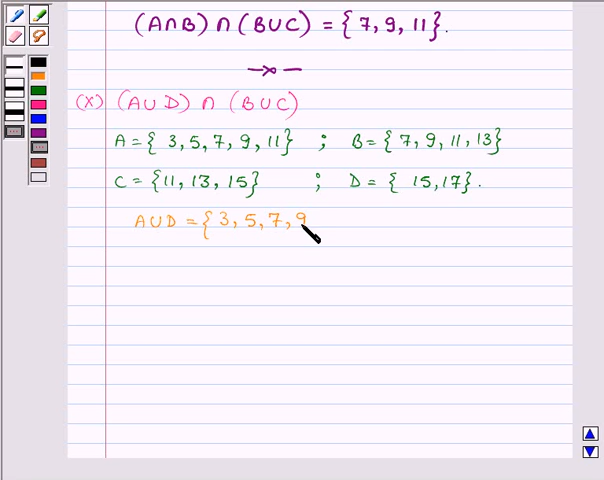 (A∩B) ∩ (B∪C) = {7, 9, 11}.
(X) (A∪D) ∩ (B∪C)
A = {3, 5, 7, 9, 11} ; B = {7, 9, 11, 13}
C = {11, 13, 15} ; D = {15, 17}.
A∪D = {3, 5, 7, 9